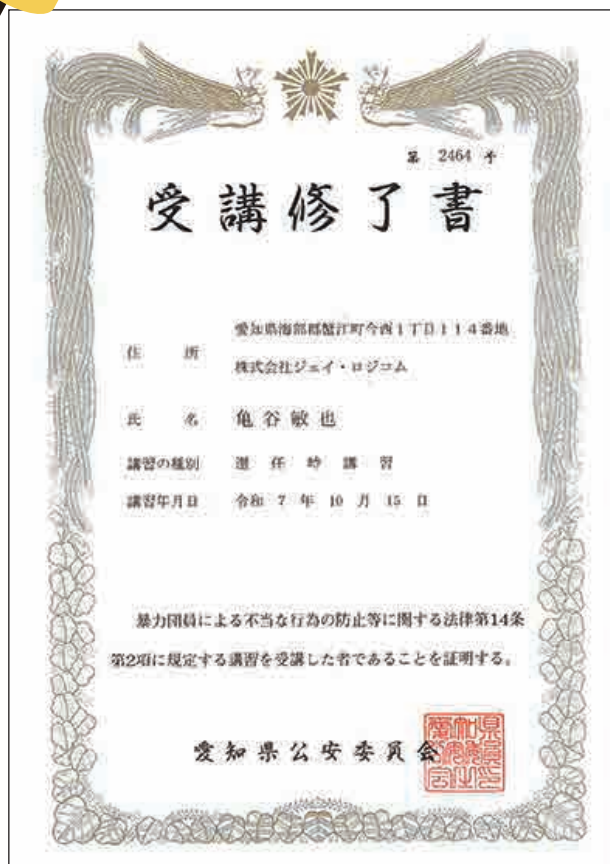 第 2464 号
受講修了書
愛知県海部郡蟹江町今西1丁目114番地
住 所
株式会社ジェイ・ロジコム
氏 名 亀谷敏也
講習の種別 選任時講習
講習年月日 令和 7 年 10 月 15 日
暴力団員による不当な行為の防止等に関する法律第14条
第2項に規定する講習を受講した者であることを証明する。
愛知県公安委員会